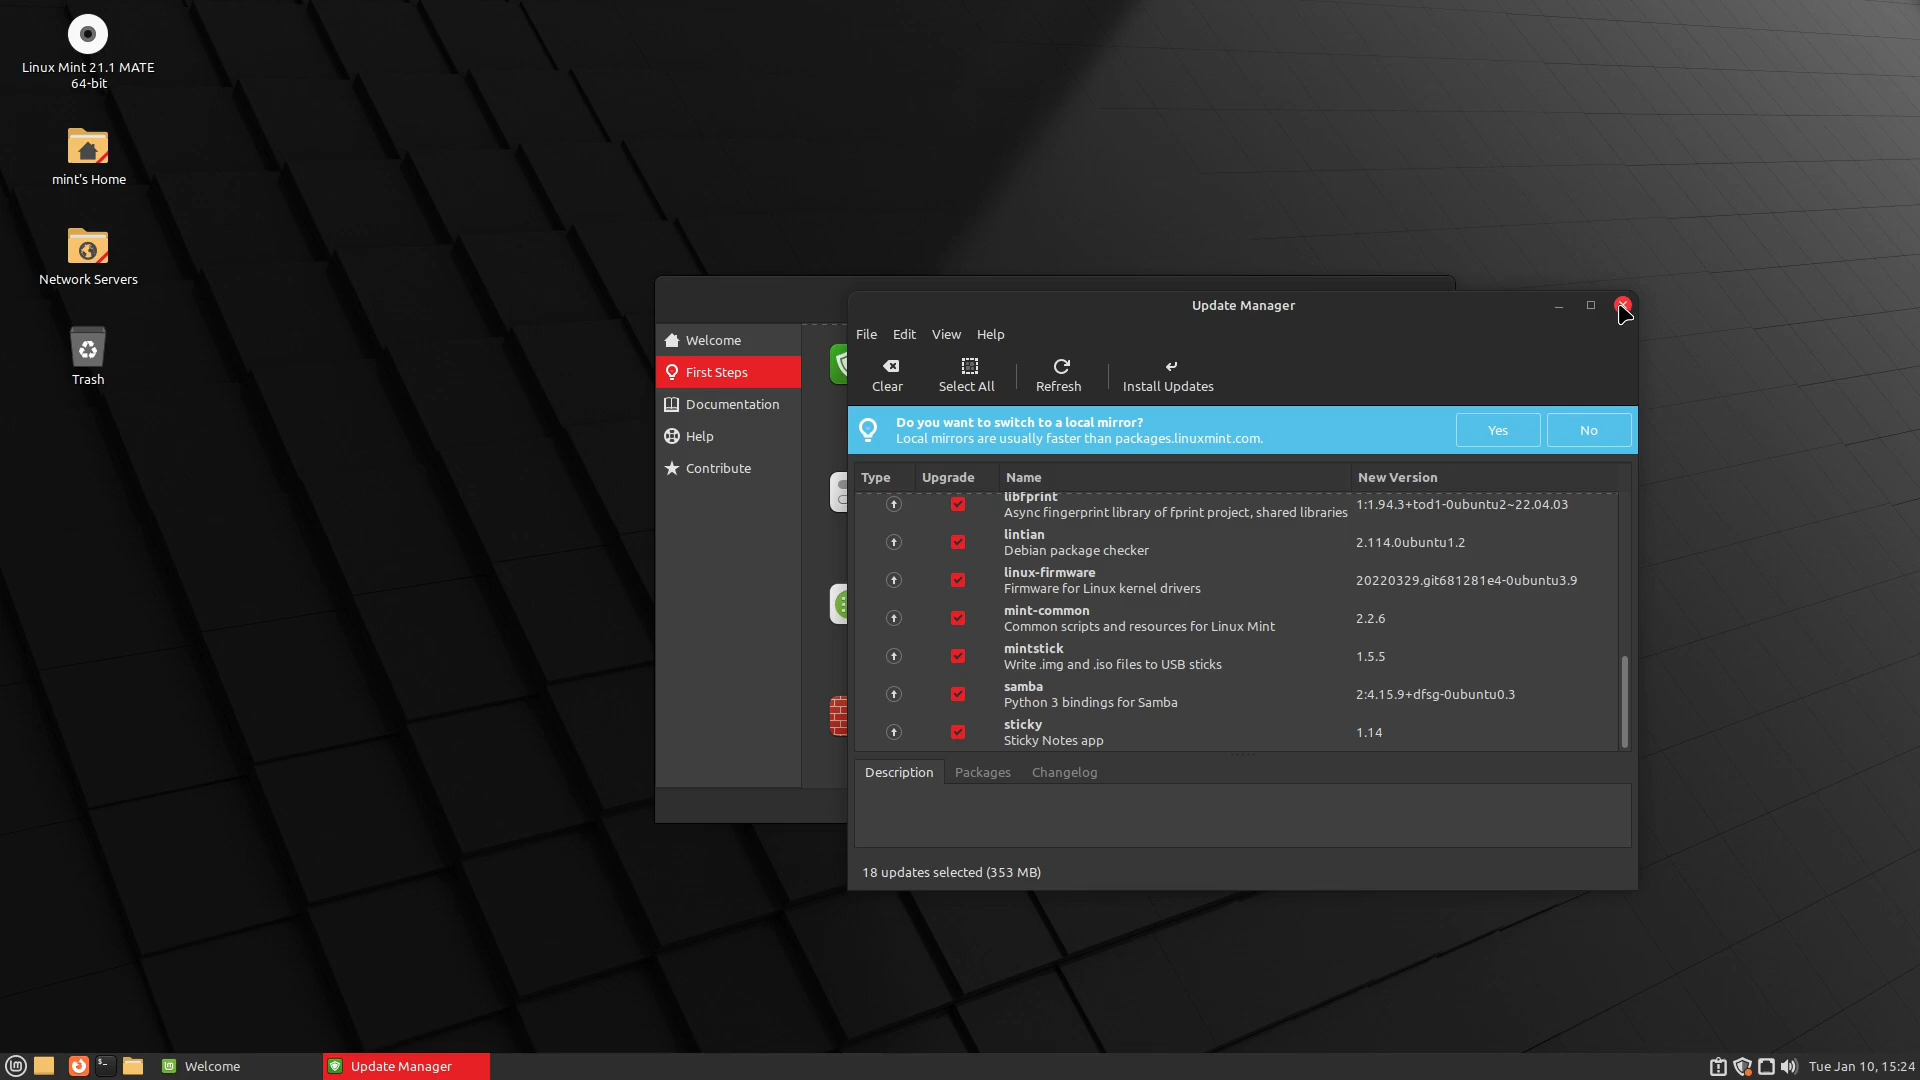 Linux Mint 21.1 MATE
64-bit
mint's Home
Network Servers
Trash
Welcome
First Steps
Documentation
Help
Contribute
Update Manager
File Edit View Help
Clear Select All Refresh Install Updates
Do you want to switch to a local mirror?
Local mirrors are usually faster than packages.linuxmint.com.
Yes No
Type Upgrade Name New Version
libfprint
Async fingerprint library of fprint project, shared libraries 1:1.94.3+tod1-0ubuntu2~22.04.03
lintian
Debian package checker
2.114.0ubuntu1.2
linux-firmware
Firmware for Linux kernel drivers
20220329.git681281e4-0ubuntu3.9
mint-common
Common scripts and resources for Linux Mint
2.2.6
mintstick
Write .img and .iso files to USB sticks
1.5.5
samba
Python 3 bindings for Samba
2:4.15.9+dfsg-0ubuntu0.3
sticky
Sticky Notes app
1.14
Description Packages Changelog
18 updates selected (353 MB)
Welcome
Update Manager
Tue Jan 10, 15:24